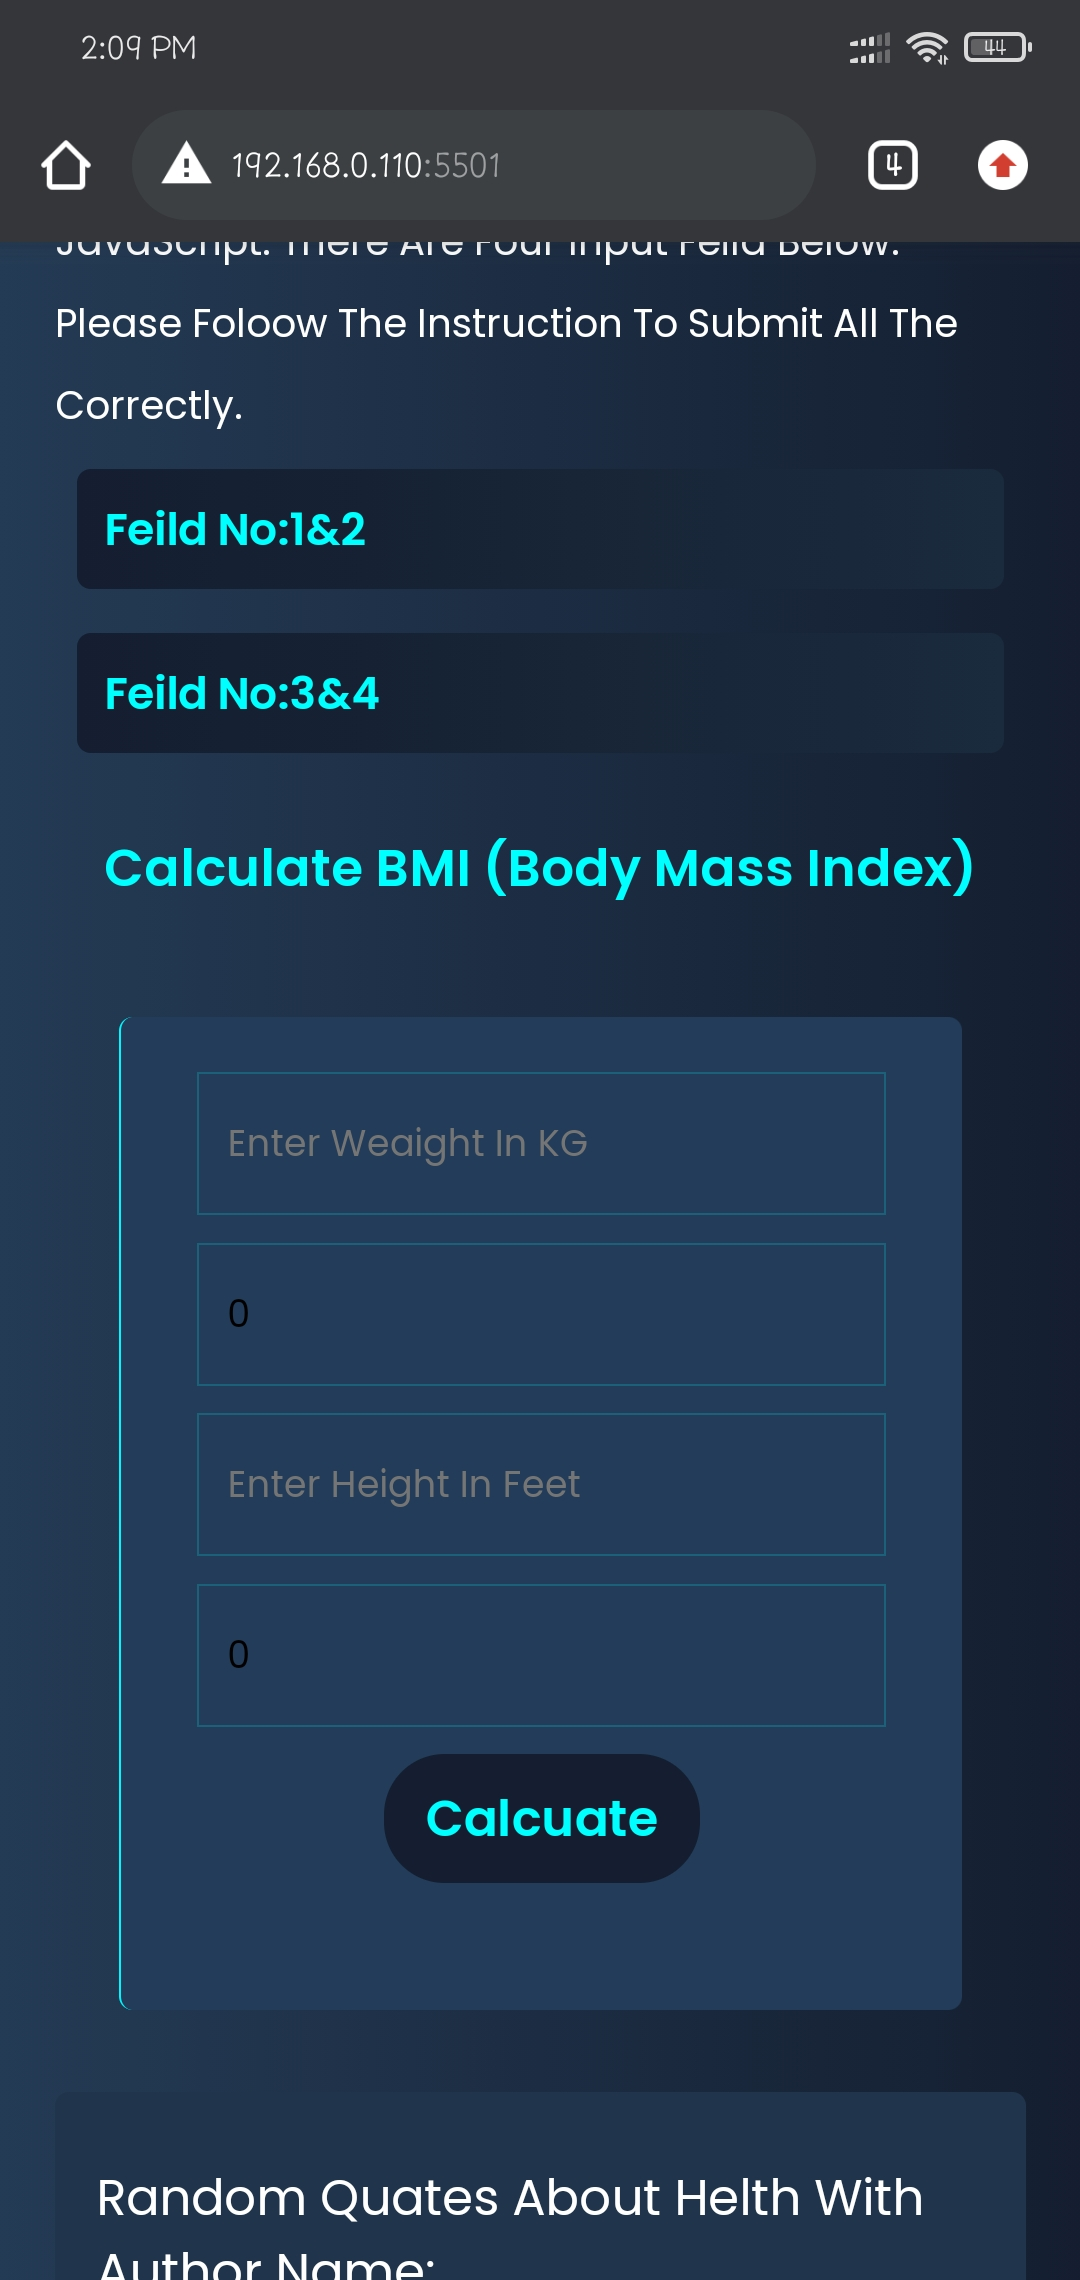 2:09 PM
44
192.168.0.110:5501
4
JavaScript. There Are Four Input Feild Below.
Please Foloow The Instruction To Submit All The
Correctly.
Feild No:1&2
Feild No:3&4
Calculate BMI (Body Mass Index)
Enter Weaight In KG
0
Enter Height In Feet
0
Calcuate
Random Quates About Helth With
Author Name: